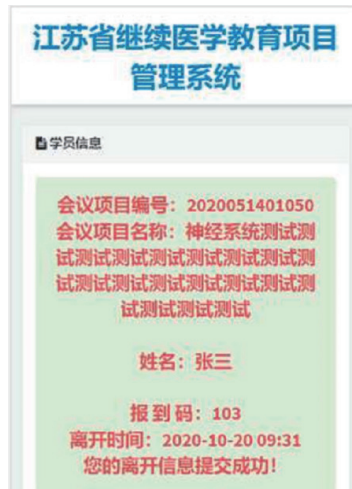 江苏省继续医学教育项目
管理系统
学员信息
会议项目编号：2020051401050
会议项目名称：神经系统测试测
试测试测试测试测试测试测试测
试测试测试测试测试测试测试测
试测试测试测试
姓名：张三
报到码：103
离开时间：2020-10-20 09:31
您的离开信息提交成功！